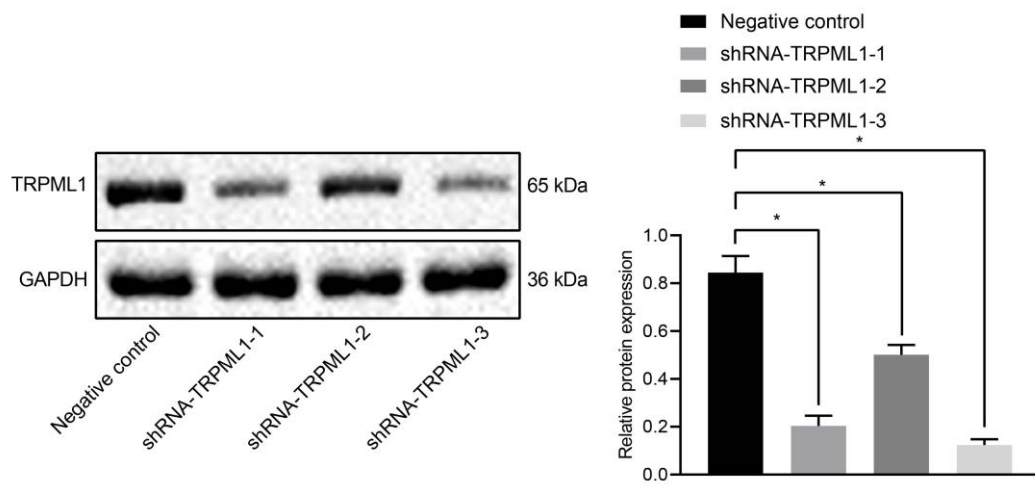 TRPML1
65 kDa
GAPDH
36 kDa
Negative control
shRNA-TRPML1-1
shRNA-TRPML1-2
shRNA-TRPML1-3
Negative control
shRNA-TRPML1-1
shRNA-TRPML1-2
shRNA-TRPML1-3
*
*
*
Relative protein expression
1.0
0.8
0.6
0.4
0.2
0.0